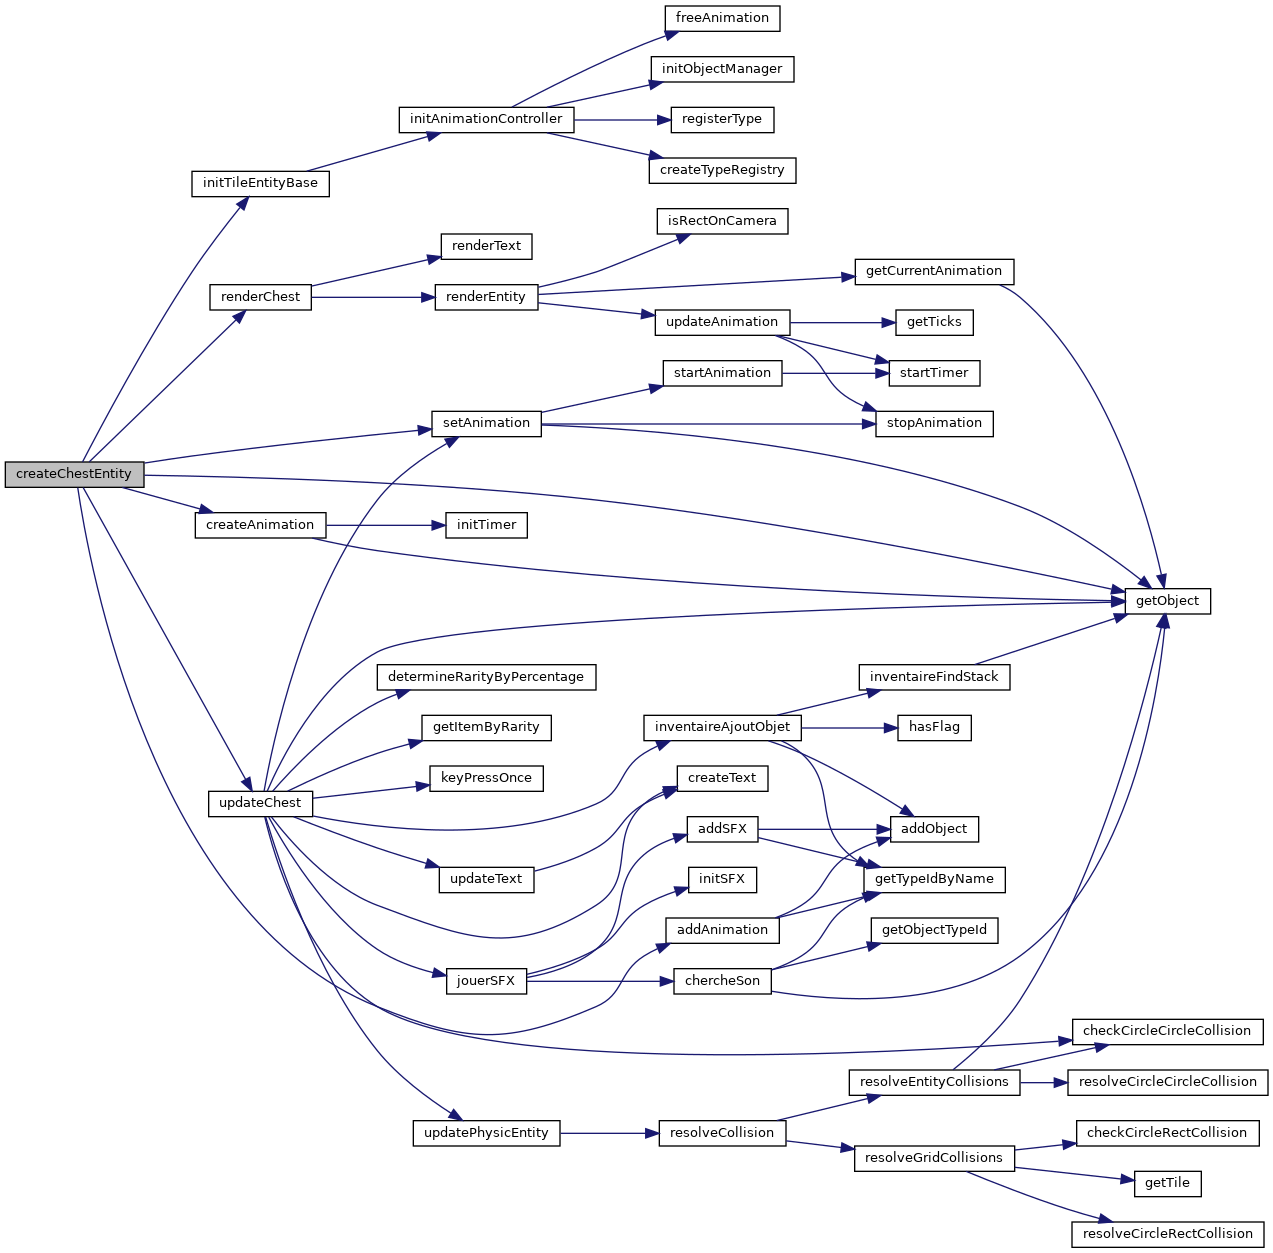 freeAnimation
initObjectManager
initAnimationController
registerType
createTypeRegistry
initTileEntityBase
isRectOnCamera
renderText
getCurrentAnimation
renderChest
renderEntity
updateAnimation
getTicks
startAnimation
startTimer
setAnimation
stopAnimation
createChestEntity
createAnimation
initTimer
getObject
determineRarityByPercentage
inventaireFindStack
getItemByRarity
inventaireAjoutObjet
hasFlag
keyPressOnce
createText
updateChest
addSFX
addObject
updateText
initSFX
getTypeIdByName
addAnimation
getObjectTypeId
jouerSFX
chercheSon
checkCircleCircleCollision
resolveEntityCollisions
resolveCircleCircleCollision
updatePhysicEntity
resolveCollision
checkCircleRectCollision
resolveGridCollisions
getTile
resolveCircleRectCollision